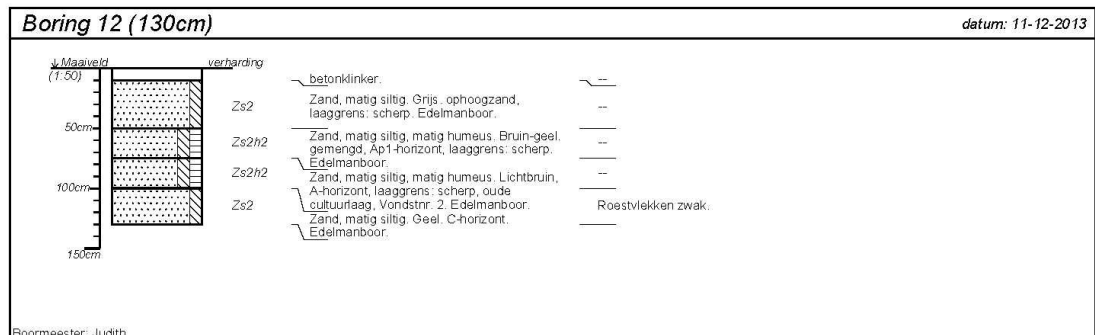 Boring 12 (130cm)
datum: 11-12-2013
↓ Maaiveld
verharding
(1:50)
betonklinker.
--
Zs2
Zand, matig siltig. Grijs. ophoogzand,
laaggrens: scherp. Edelmanboor.
--
50cm
Zs2h2
Zand, matig siltig, matig humeus. Bruin-geel.
gemengd, Ap1-horizont, laaggrens: scherp.
Edelmanboor.
--
Zs2h2
Zand, matig siltig, matig humeus. Lichtbruin,
A-horizont, laaggrens: scherp, oude
cultuurlaag, Vondstnr. 2. Edelmanboor.
--
100cm
Zs2
Zand, matig siltig. Geel. C-horizont.
Edelmanboor.
Roestvlekken zwak.
150cm
Boormeester: Judith